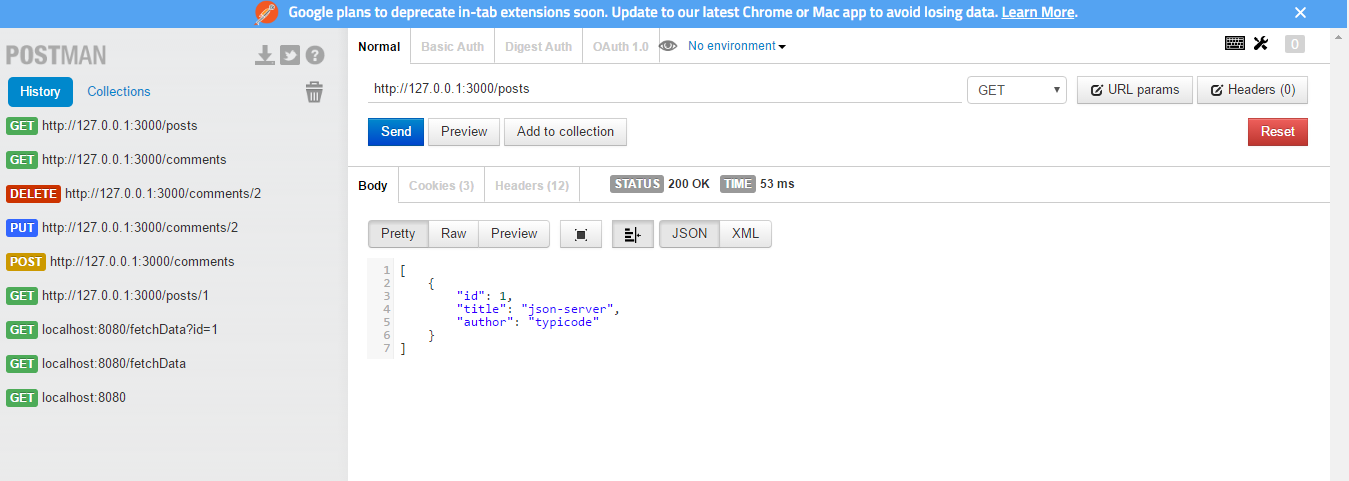 Google plans to deprecate in-tab extensions soon. Update to our latest Chrome or Mac app to avoid losing data. Learn More.
POSTMAN
History Collections
GET http://127.0.0.1:3000/posts
GET http://127.0.0.1:3000/comments
DELETE http://127.0.0.1:3000/comments/2
PUT http://127.0.0.1:3000/comments/2
POST http://127.0.0.1:3000/comments
GET http://127.0.0.1:3000/posts/1
GET localhost:8080/fetchData?id=1
GET localhost:8080/fetchData
GET localhost:8080
Normal Basic Auth Digest Auth OAuth 1.0 No environment 0
http://127.0.0.1:3000/posts GET URL params Headers (0)
Send Preview Add to collection Reset
Body Cookies (3) Headers (12) STATUS 200 OK TIME 53 ms
Pretty Raw Preview JSON XML
1 [
2 {
3 "id": 1,
4 "title": "json-server",
5 "author": "typicode"
6 }
7 ]